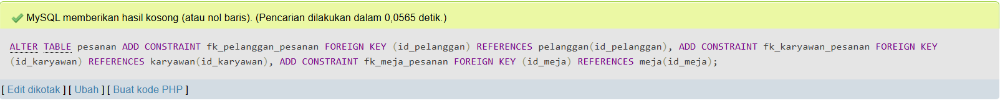 MySQL memberikan hasil kosong (atau nol baris). (Pencarian dilakukan dalam 0,0565 detik.)
ALTER TABLE pesanan ADD CONSTRAINT fk_pelanggan_pesanan FOREIGN KEY (id_pelanggan) REFERENCES pelanggan(id_pelanggan), ADD CONSTRAINT fk_karyawan_pesanan FOREIGN KEY
(id_karyawan) REFERENCES karyawan(id_karyawan), ADD CONSTRAINT fk_meja_pesanan FOREIGN KEY (id_meja) REFERENCES meja(id_meja);
[ Edit dikotak ] [ Ubah ] [ Buat kode PHP ]